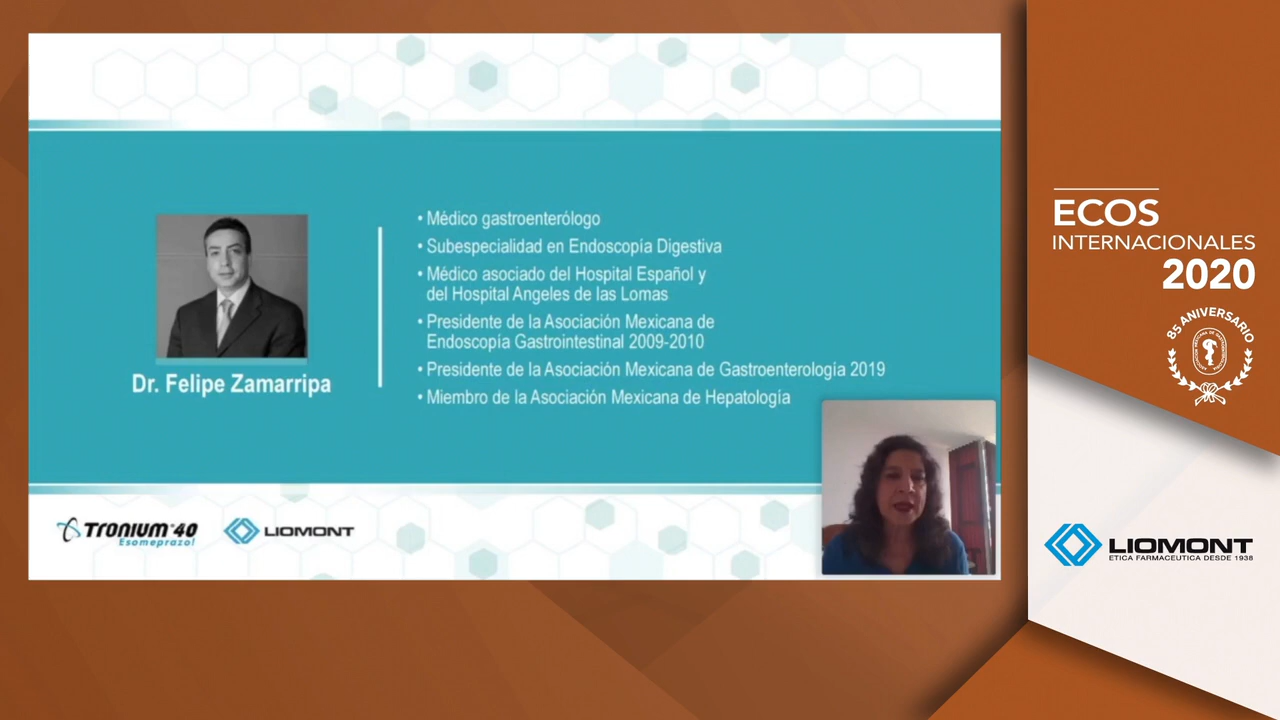 • Médico gastroenterólogo
• Subespecialidad en Endoscopía Digestiva
• Médico asociado del Hospital Español y
del Hospital Angeles de las Lomas
• Presidente de la Asociación Mexicana de
Endoscopía Gastrointestinal 2009-2010
• Presidente de la Asociación Mexicana de Gastroenterología 2019
• Miembro de la Asociación Mexicana de Hepatología
Dr. Felipe Zamarripa
TRONIUM® 40
Esomeprazol
LIOMONT
ECOS
INTERNACIONALES
2020
85 ANIVERSARIO
LIOMONT
ETICA FARMACEUTICA DESDE 1938